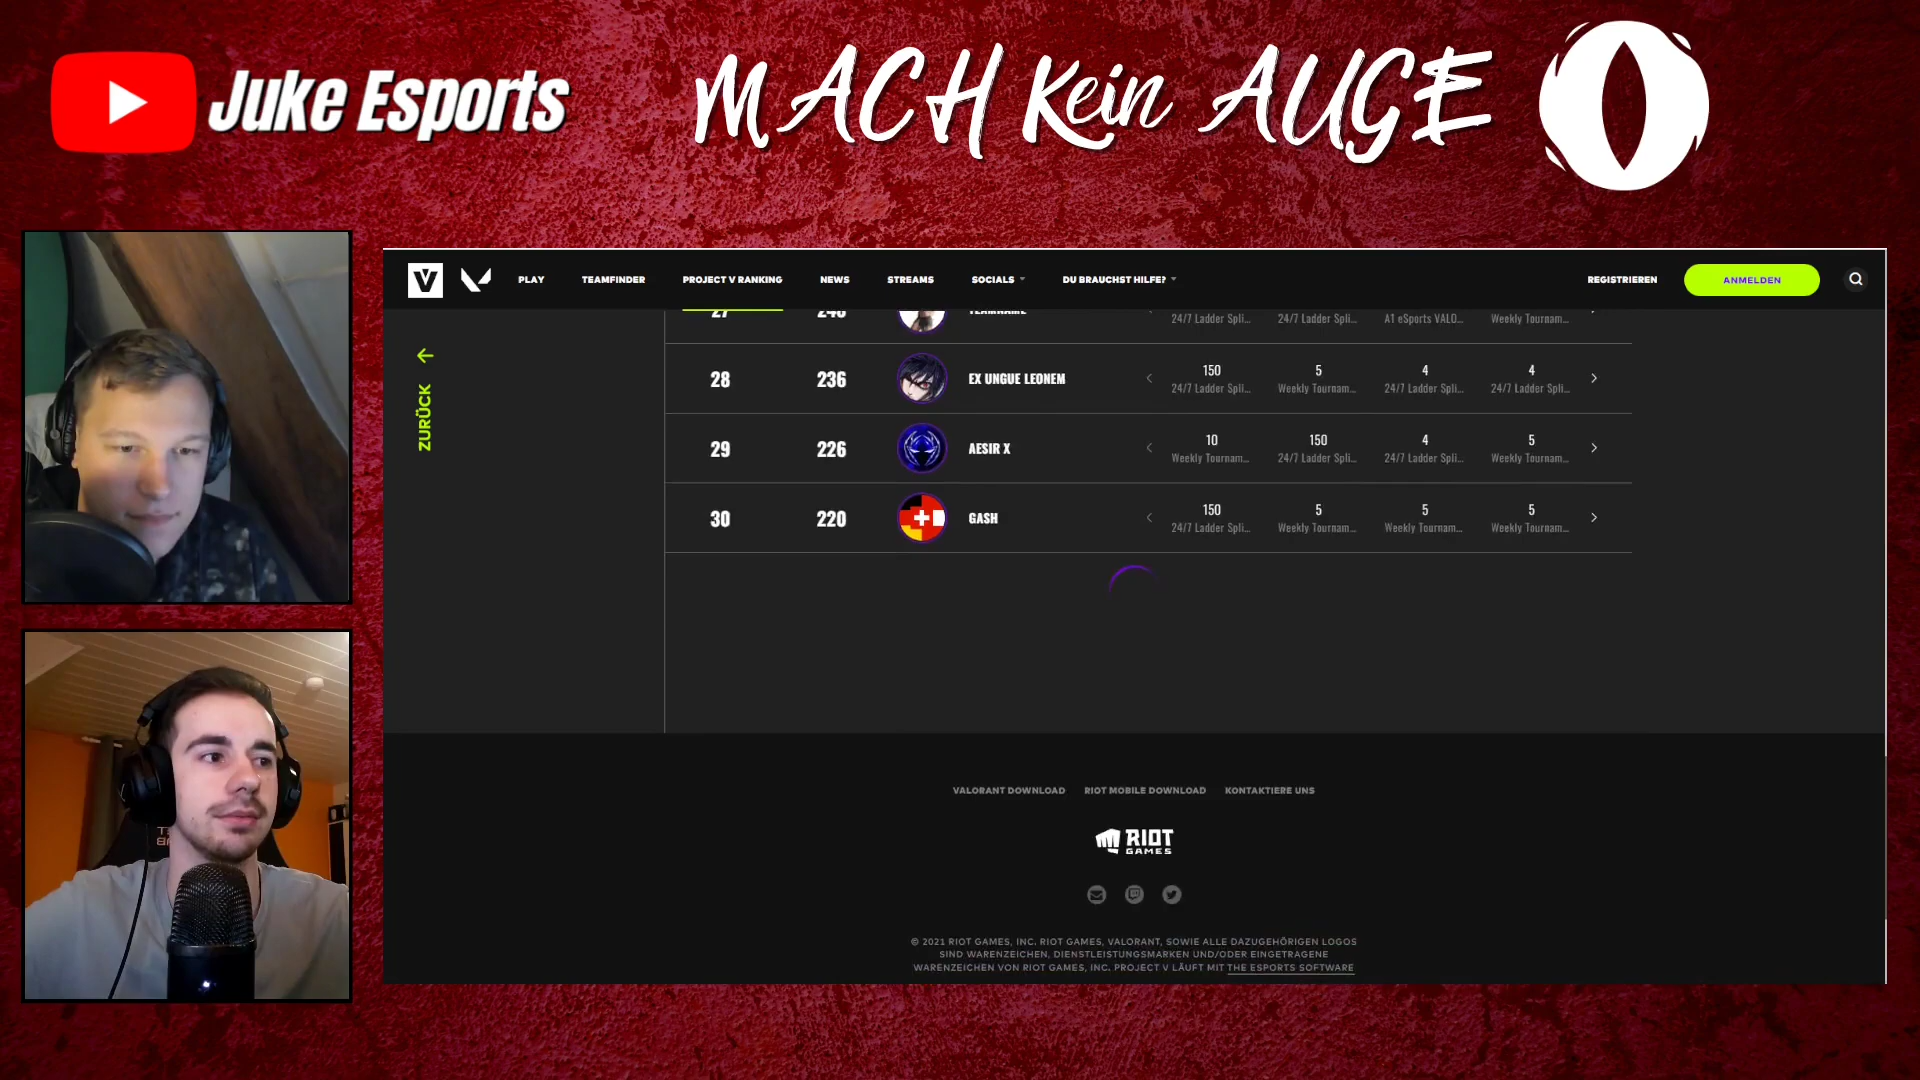 Juke Esports
MACH Kein AUGE
PLAY
TEAMFINDER
PROJECT V RANKING
NEWS
STREAMS
SOCIALS
DU BRAUCHST HILFE?
REGISTRIEREN
ANMELDEN
ZURÜCK
27 TEAMNAME
24/7 Ladder Spli... 24/7 Ladder Spli... A1 eSports VALO... Weekly Tournam...
28 236 EX UNGUE LEONEM 150 5 4 4
24/7 Ladder Spli... Weekly Tournam... 24/7 Ladder Spli... 24/7 Ladder Spli...
29 226 AESIR X 10 150 4 5
Weekly Tournam... 24/7 Ladder Spli... 24/7 Ladder Spli... Weekly Tournam...
30 220 GASH 150 5 5 5
24/7 Ladder Spli... Weekly Tournam... Weekly Tournam... Weekly Tournam...
VALORANT DOWNLOAD RIOT MOBILE DOWNLOAD KONTAKTIERE UNS
RIOT
GAMES
© 2021 RIOT GAMES, INC. RIOT GAMES, VALORANT, SOWIE ALLE DAZUGEHÖRIGEN LOGOS
SIND WARENZEICHEN, DIENSTLEISTUNGSMARKEN UND/ODER EINGETRAGENE
WARENZEICHEN VON RIOT GAMES, INC. PROJECT V LÄUFT MIT THE ESPORTS SOFTWARE